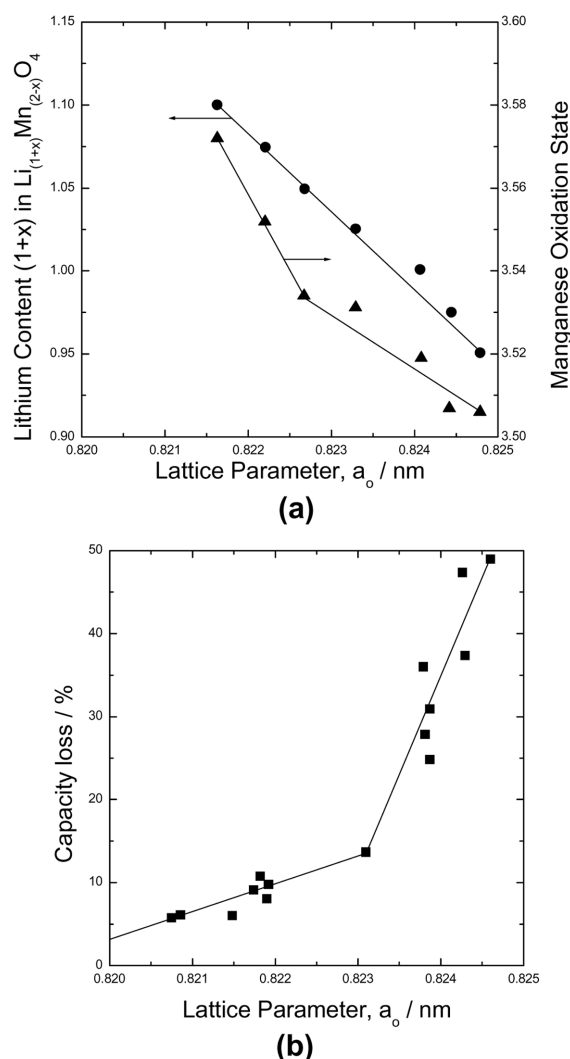 Lithium Content (1+x) in Li(1+x)Mn(2-x)O4
1.15
1.10
1.05
1.00
0.95
0.90
3.60
3.58
3.56
3.54
3.52
3.50
Manganese Oxidation State
0.820 0.821 0.822 0.823 0.824 0.825
Lattice Parameter, ao / nm
(a)
Capacity loss / %
50
40
30
20
10
0
0.820 0.821 0.822 0.823 0.824 0.825
Lattice Parameter, ao / nm
(b)